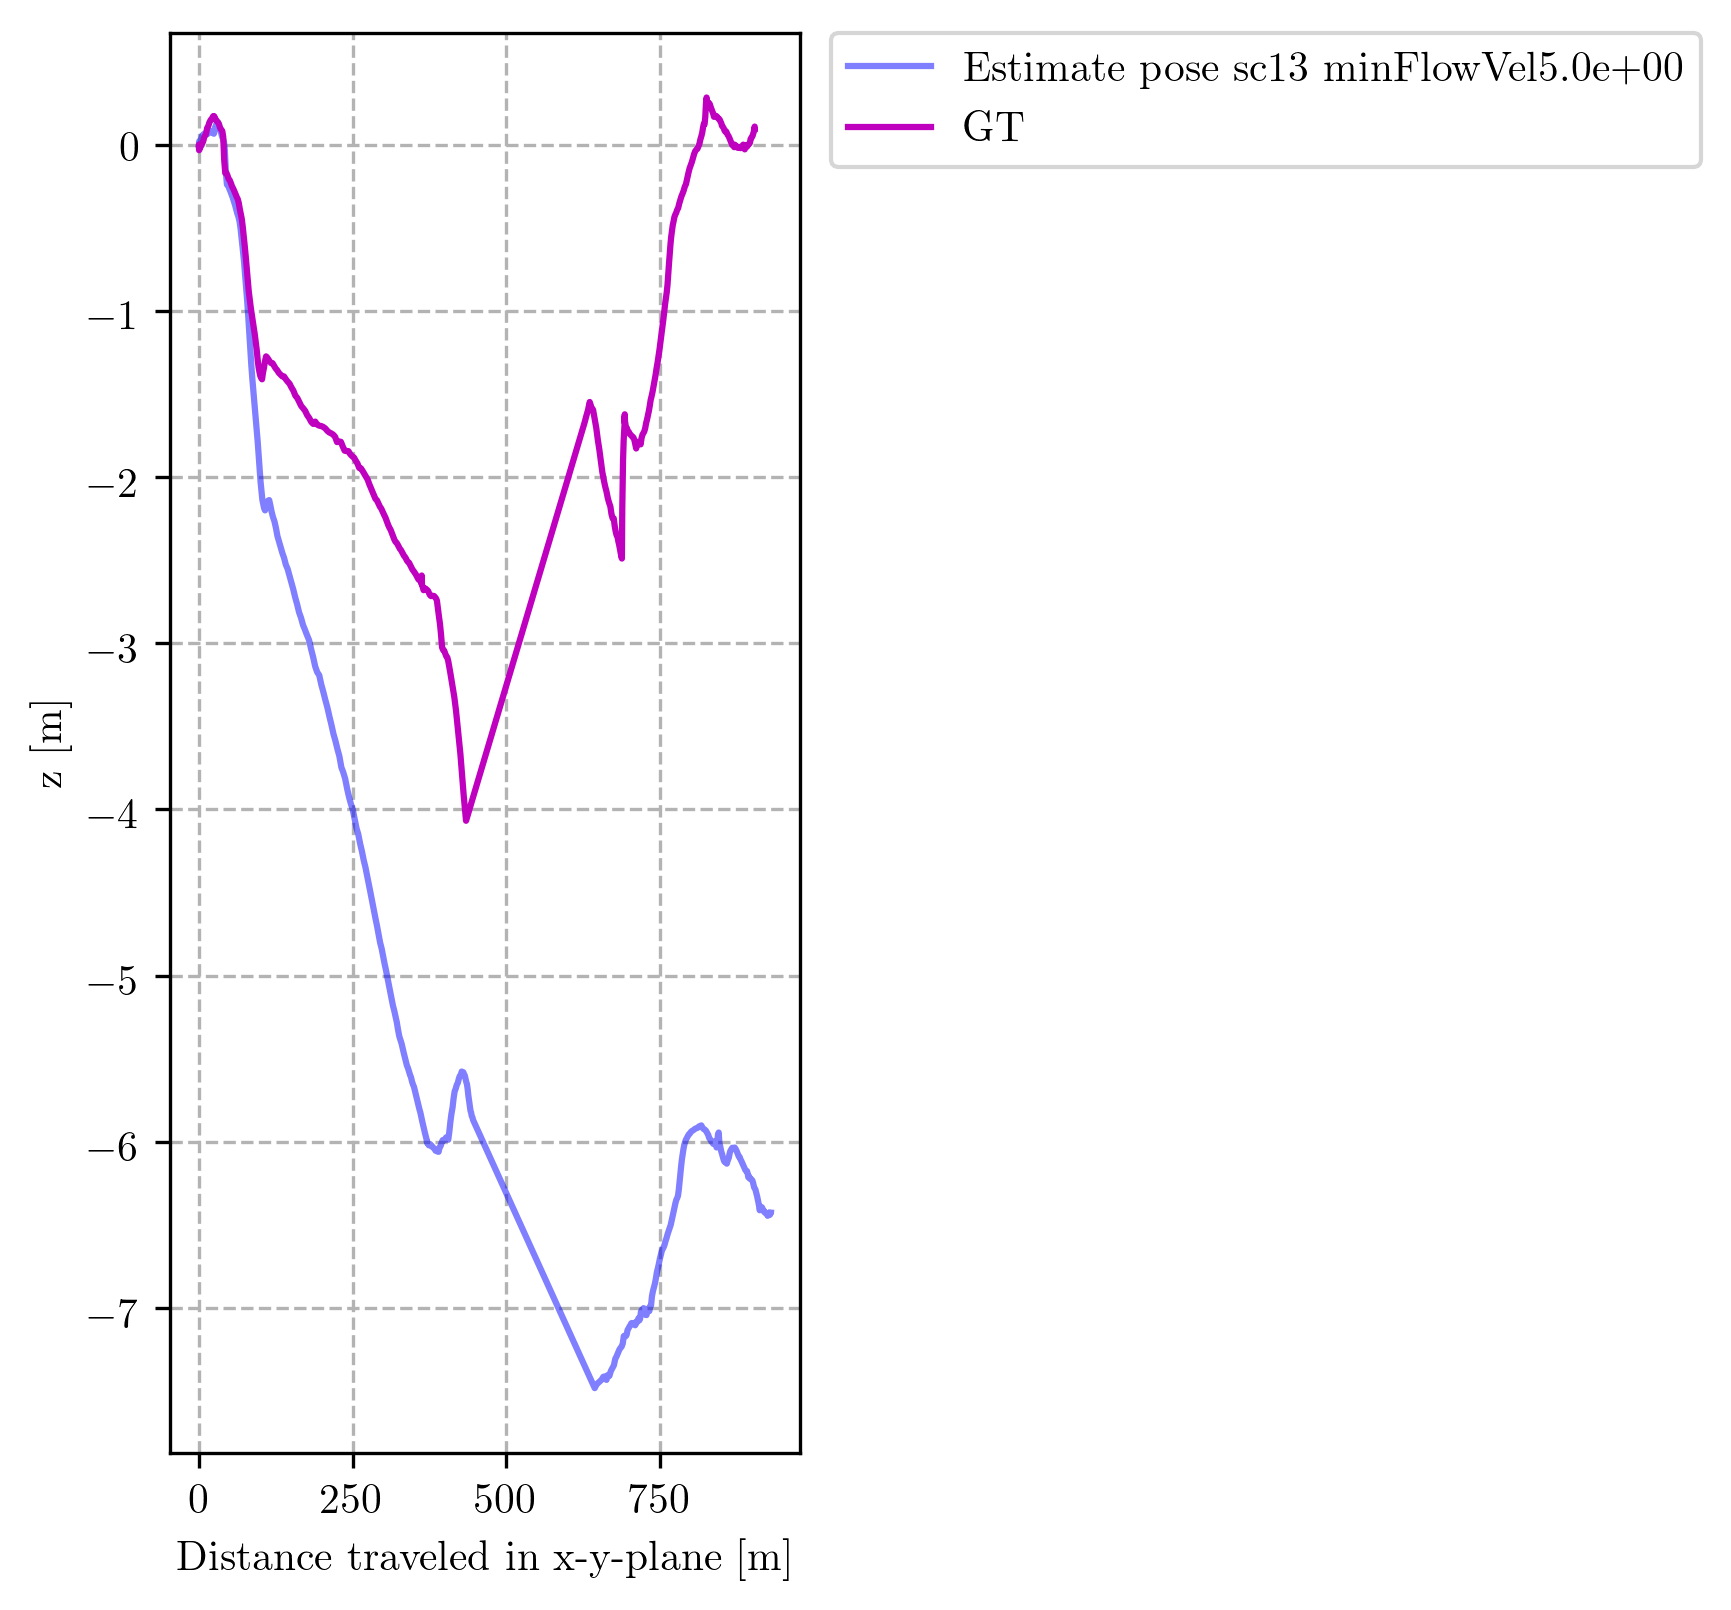 Estimate pose sc13 minFlowVel5.0e+00
GT
0
−1
−2
−3
−4
−5
−6
−7
z [m]
0 250 500 750
Distance traveled in x-y-plane [m]